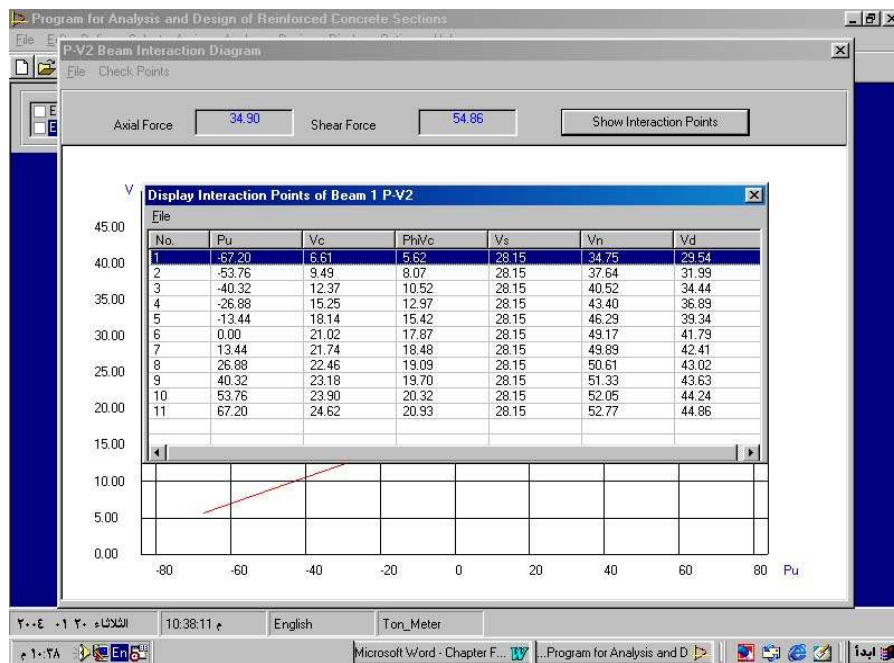 Program for Analysis and Design of Reinforced Concrete Sections
File
P-V2 Beam Interaction Diagram
File Check Points
Axial Force 34.90 Shear Force 54.86 Show Interaction Points
V
Display Interaction Points of Beam 1 P-V2
File
No. Pu Vc PhiVc Vs Vn Vd
1 -67.20 6.61 5.62 28.15 34.75 29.54
2 -53.76 9.49 8.07 28.15 37.64 31.99
3 -40.32 12.37 10.52 28.15 40.52 34.44
4 -26.88 15.25 12.97 28.15 43.40 36.89
5 -13.44 18.14 15.42 28.15 46.29 39.34
6 0.00 21.02 17.87 28.15 49.17 41.79
7 13.44 21.74 18.48 28.15 49.89 42.41
8 26.88 22.46 19.09 28.15 50.61 43.02
9 40.32 23.18 19.70 28.15 51.33 43.63
10 53.76 23.90 20.32 28.15 52.05 44.24
11 67.20 24.62 20.93 28.15 52.77 44.86
45.00
40.00
35.00
30.00
25.00
20.00
15.00
10.00
5.00
0.00
-80 -60 -40 -20 0 20 40 60 80 Pu
الثلاثاء ٢٠ ٠١ ٢٠٠٤ 10:38:11 م English Ton_Meter
١٠:٣٨ م En Microsoft Word - Chapter F... ...Program for Analysis and D ابدأ